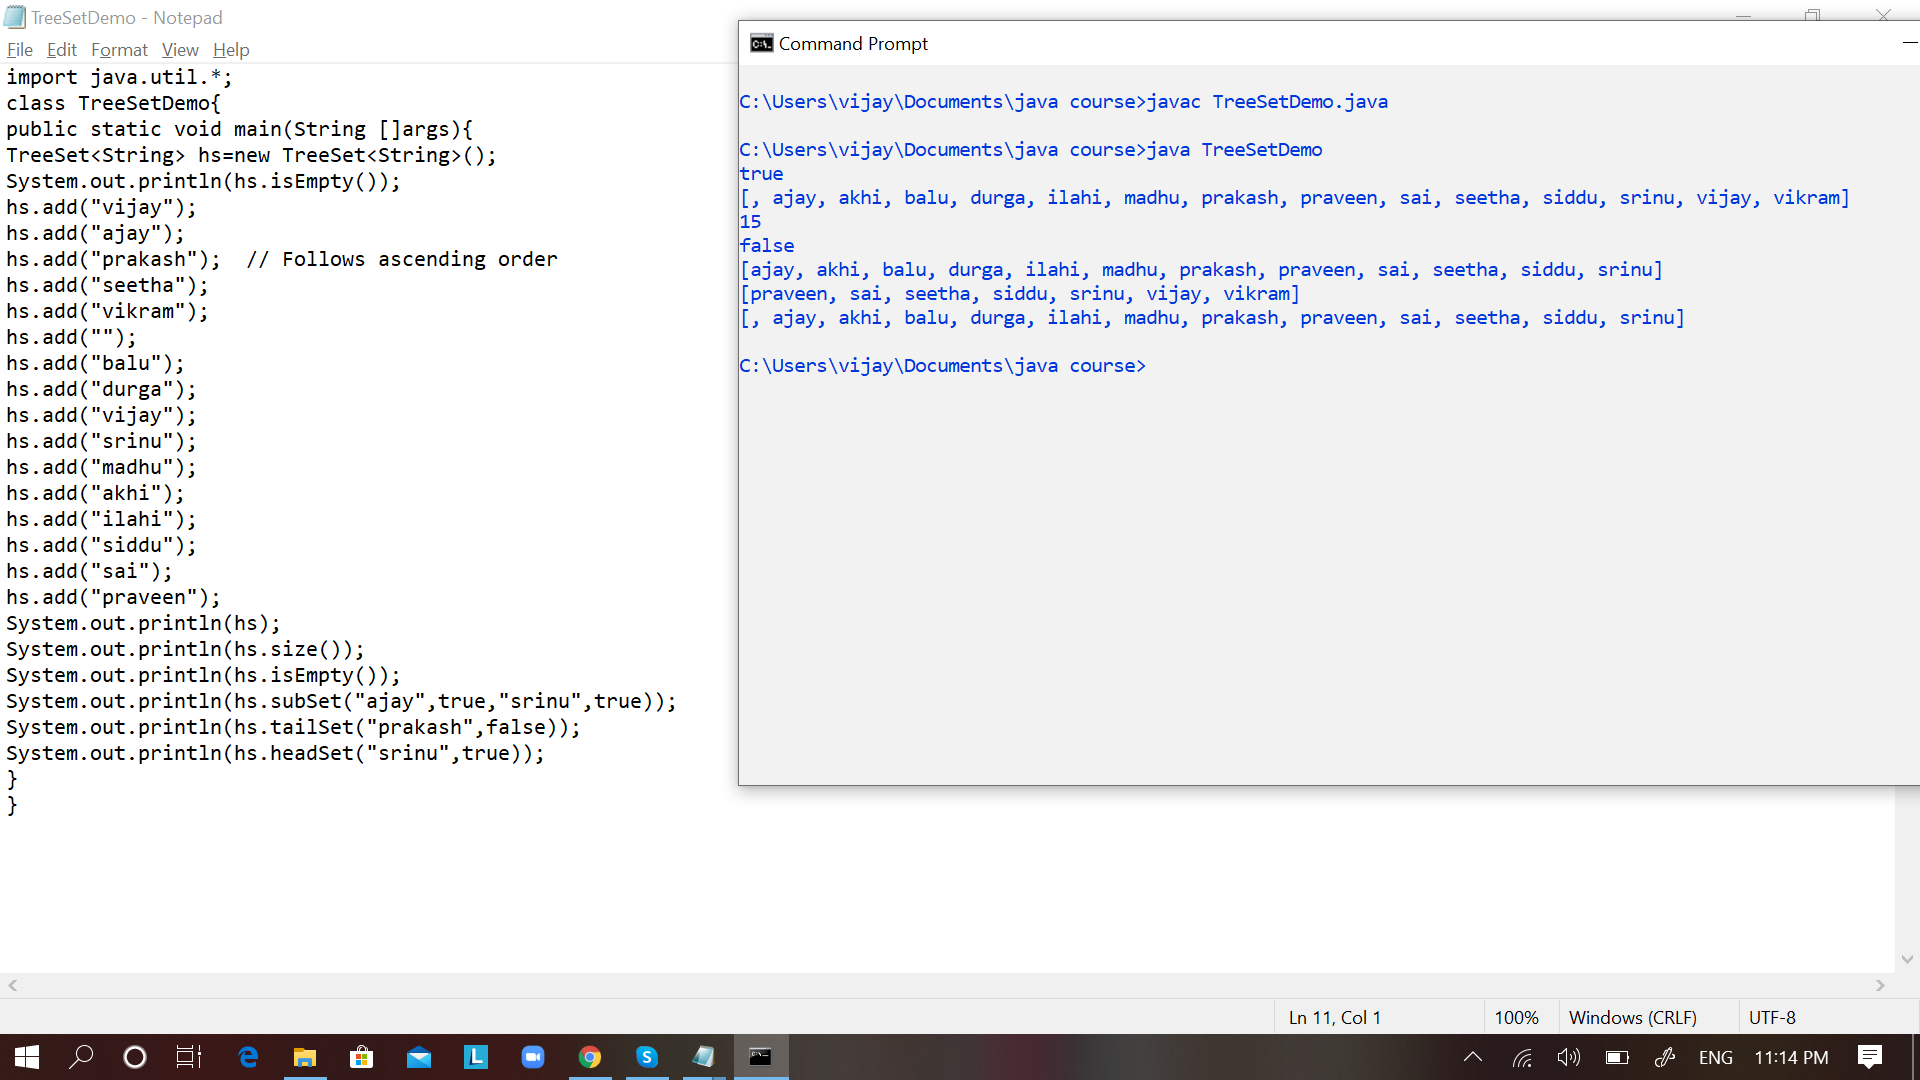 TreeSetDemo - Notepad
File Edit Format View Help
import java.util.*;
class TreeSetDemo{
public static void main(String []args){
TreeSet<String> hs=new TreeSet<String>();
System.out.println(hs.isEmpty());
hs.add("vijay");
hs.add("ajay");
hs.add("prakash");  // Follows ascending order
hs.add("seetha");
hs.add("vikram");
hs.add("");
hs.add("balu");
hs.add("durga");
hs.add("vijay");
hs.add("srinu");
hs.add("madhu");
hs.add("akhi");
hs.add("ilahi");
hs.add("siddu");
hs.add("sai");
hs.add("praveen");
System.out.println(hs);
System.out.println(hs.size());
System.out.println(hs.isEmpty());
System.out.println(hs.subSet("ajay",true,"srinu",true));
System.out.println(hs.tailSet("prakash",false));
System.out.println(hs.headSet("srinu",true));
}
}
Command Prompt
C:\Users\vijay\Documents\java course>javac TreeSetDemo.java
C:\Users\vijay\Documents\java course>java TreeSetDemo
true
[, ajay, akhi, balu, durga, ilahi, madhu, prakash, praveen, sai, seetha, siddu, srinu, vijay, vikram]
15
false
[ajay, akhi, balu, durga, ilahi, madhu, prakash, praveen, sai, seetha, siddu, srinu]
[praveen, sai, seetha, siddu, srinu, vijay, vikram]
[, ajay, akhi, balu, durga, ilahi, madhu, prakash, praveen, sai, seetha, siddu, srinu]
C:\Users\vijay\Documents\java course>
Ln 11, Col 1 100% Windows (CRLF) UTF-8
ENG 11:14 PM